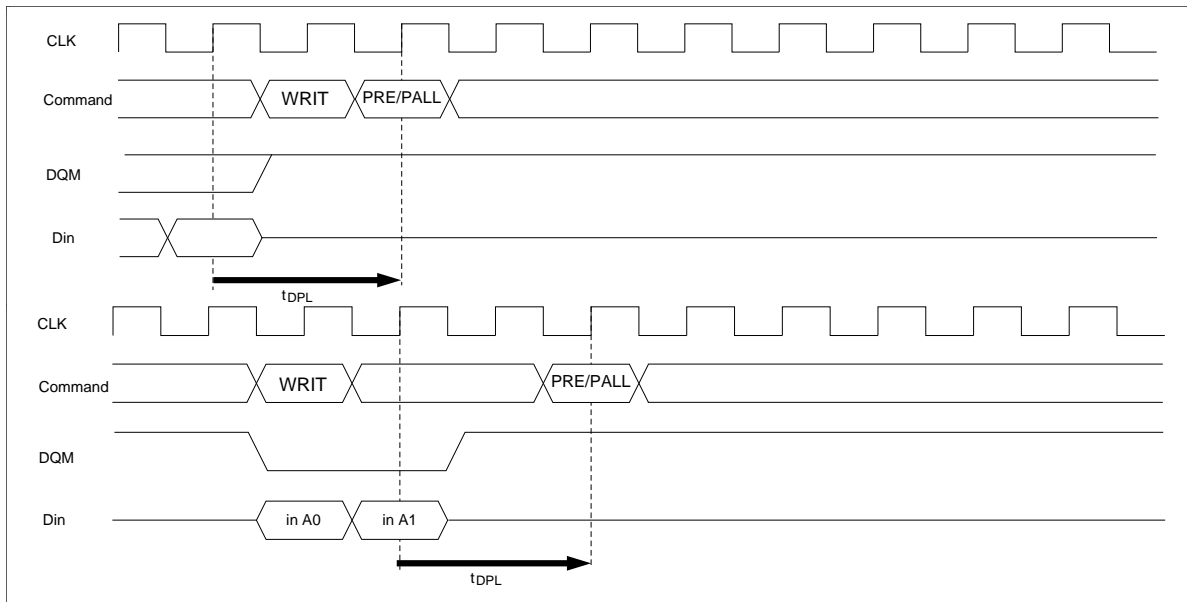 CLK
Command WRIT PRE/PALL
DQM
Din
tDPL
CLK
Command WRIT PRE/PALL
DQM
Din in A0 in A1
tDPL